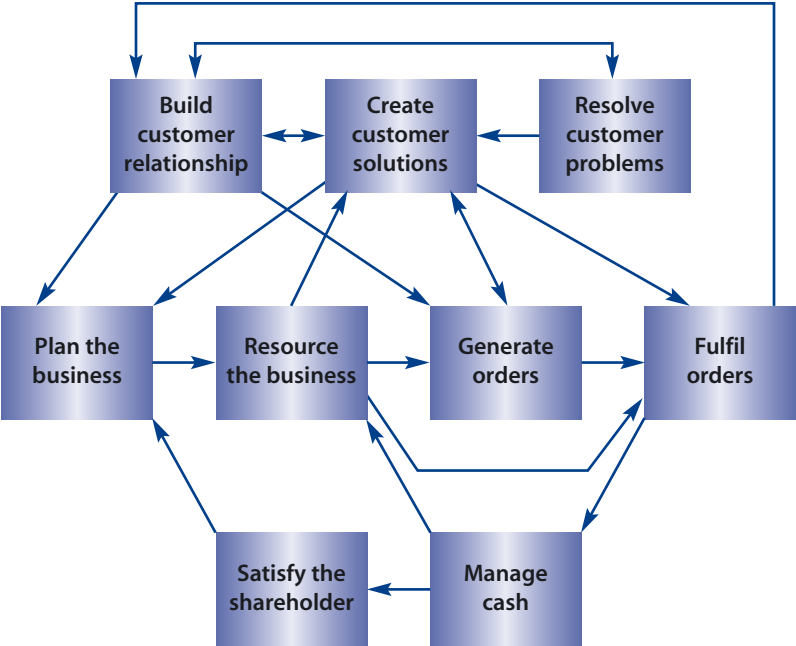 Build
customer
relationship
Create
customer
solutions
Resolve
customer
problems
Plan the
business
Resource
the business
Generate
orders
Fulfil
orders
Satisfy the
shareholder
Manage
cash